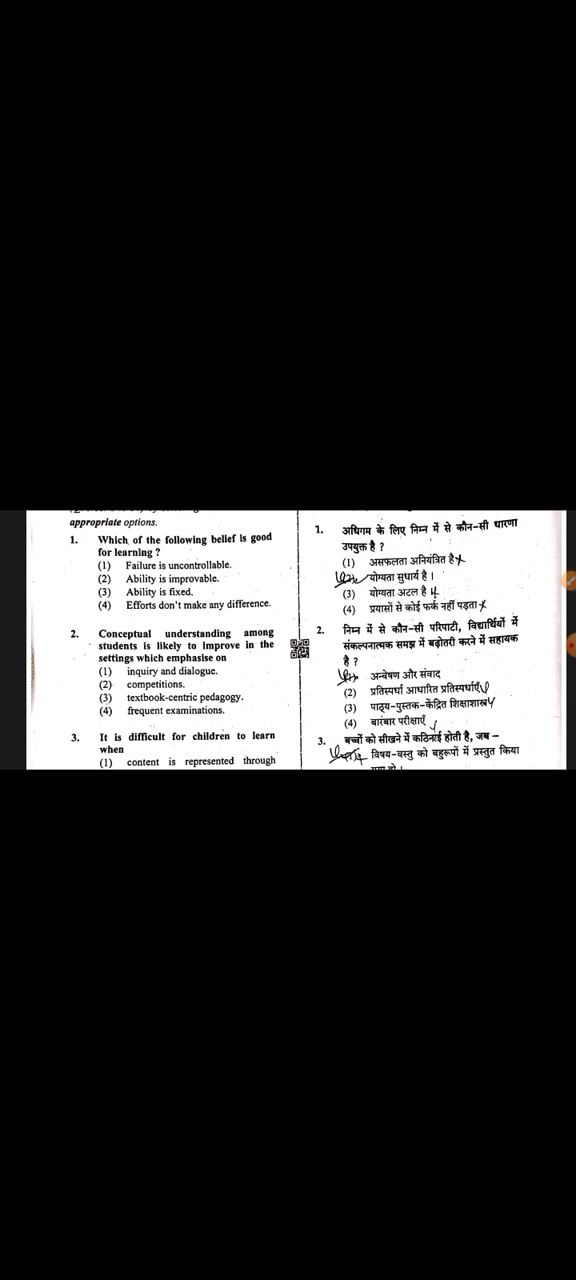 appropriate options.
1. Which of the following belief is good
for learning ?
(1) Failure is uncontrollable.
(2) Ability is improvable.
(3) Ability is fixed.
(4) Efforts don't make any difference.
2. Conceptual understanding among
students is likely to improve in the
settings which emphasise on
(1) inquiry and dialogue.
(2) competitions.
(3) textbook-centric pedagogy.
(4) frequent examinations.
3. It is difficult for children to learn
when
(1) content is represented through
1. अधिगम के लिए निम्न में से कौन-सी धारणा
उपयुक्त है ?
(1) असफलता अनियंत्रित है
योग्यता सुधार्य है ।
(3) योग्यता अटल है
(4) प्रयासों से कोई फर्क नहीं पड़ता
2. निम्न में से कौन-सी परिपाटी, विद्यार्थियों में
संकल्पनात्मक समझ में बढ़ोतरी करने में सहायक
है ?
अन्वेषण और संवाद
(2) प्रतिस्पर्धा आधारित प्रतिस्पर्धाएँ
(3) पाठ्य-पुस्तक-केंद्रित शिक्षाशास्त्र
(4) बारंबार परीक्षाएँ
3. बच्चों को सीखने में कठिनाई होती है, जब –
विषय-वस्तु को बहुरूपों में प्रस्तुत किया